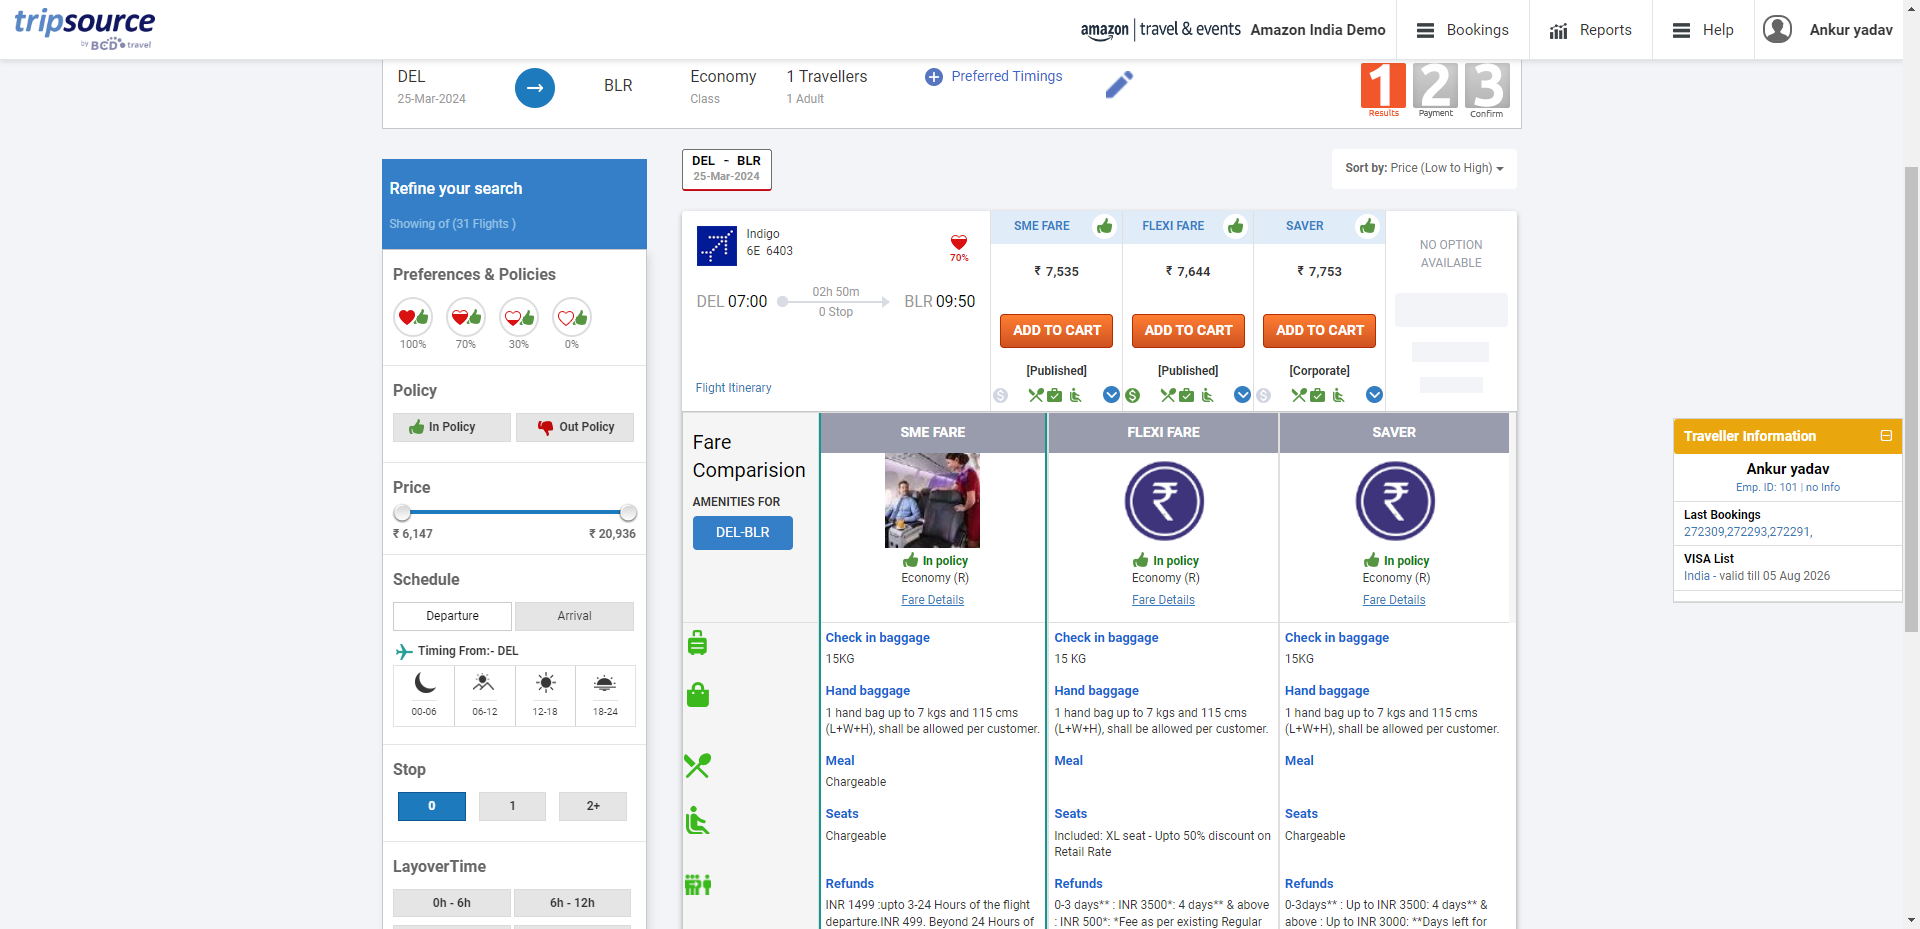 tripsource
by BCD travel
amazon | travel & events Amazon India Demo
Bookings
Reports
Help
Ankur yadav
DEL
25-Mar-2024
BLR
Economy
Class
1 Travellers
1 Adult
Preferred Timings
1 2 3
Results Payment Confirm
Refine your search
Showing of (31 Flights )
Preferences & Policies
100% 70% 30% 0%
Policy
In Policy Out Policy
Price
₹ 6,147 ₹ 20,936
Schedule
Departure Arrival
Timing From:- DEL
00-06 06-12 12-18 18-24
Stop
0 1 2+
LayoverTime
0h - 6h 6h - 12h
DEL - BLR
25-Mar-2024
Sort by: Price (Low to High)
Indigo
6E 6403
70%
DEL 07:00
02h 50m
0 Stop
BLR 09:50
Flight Itinerary
SME FARE
₹ 7,535
ADD TO CART
[Published]
FLEXI FARE
₹ 7,644
ADD TO CART
[Published]
SAVER
₹ 7,753
ADD TO CART
[Corporate]
NO OPTION
AVAILABLE
Fare
Comparision
AMENITIES FOR
DEL-BLR
SME FARE
In policy
Economy (R)
Fare Details
Check in baggage
15KG
Hand baggage
1 hand bag up to 7 kgs and 115 cms
(L+W+H), shall be allowed per customer.
Meal
Chargeable
Seats
Chargeable
Refunds
INR 1499 :upto 3-24 Hours of the flight
departure.INR 499. Beyond 24 Hours of
FLEXI FARE
₹
In policy
Economy (R)
Fare Details
Check in baggage
15 KG
Hand baggage
1 hand bag up to 7 kgs and 115 cms
(L+W+H), shall be allowed per customer.
Meal
Seats
Included: XL seat - Upto 50% discount on
Retail Rate
Refunds
0-3 days** : INR 3500*: 4 days** & above
: INR 500*: *Fee as per existing Regular
SAVER
₹
In policy
Economy (R)
Fare Details
Check in baggage
15KG
Hand baggage
1 hand bag up to 7 kgs and 115 cms
(L+W+H), shall be allowed per customer.
Meal
Seats
Chargeable
Refunds
0-3days** : Up to INR 3500: 4 days** &
above : Up to INR 3000: **Days left for
Traveller Information
Ankur yadav
Emp. ID: 101 | no Info
Last Bookings
272309,272293,272291,
VISA List
India - valid till 05 Aug 2026